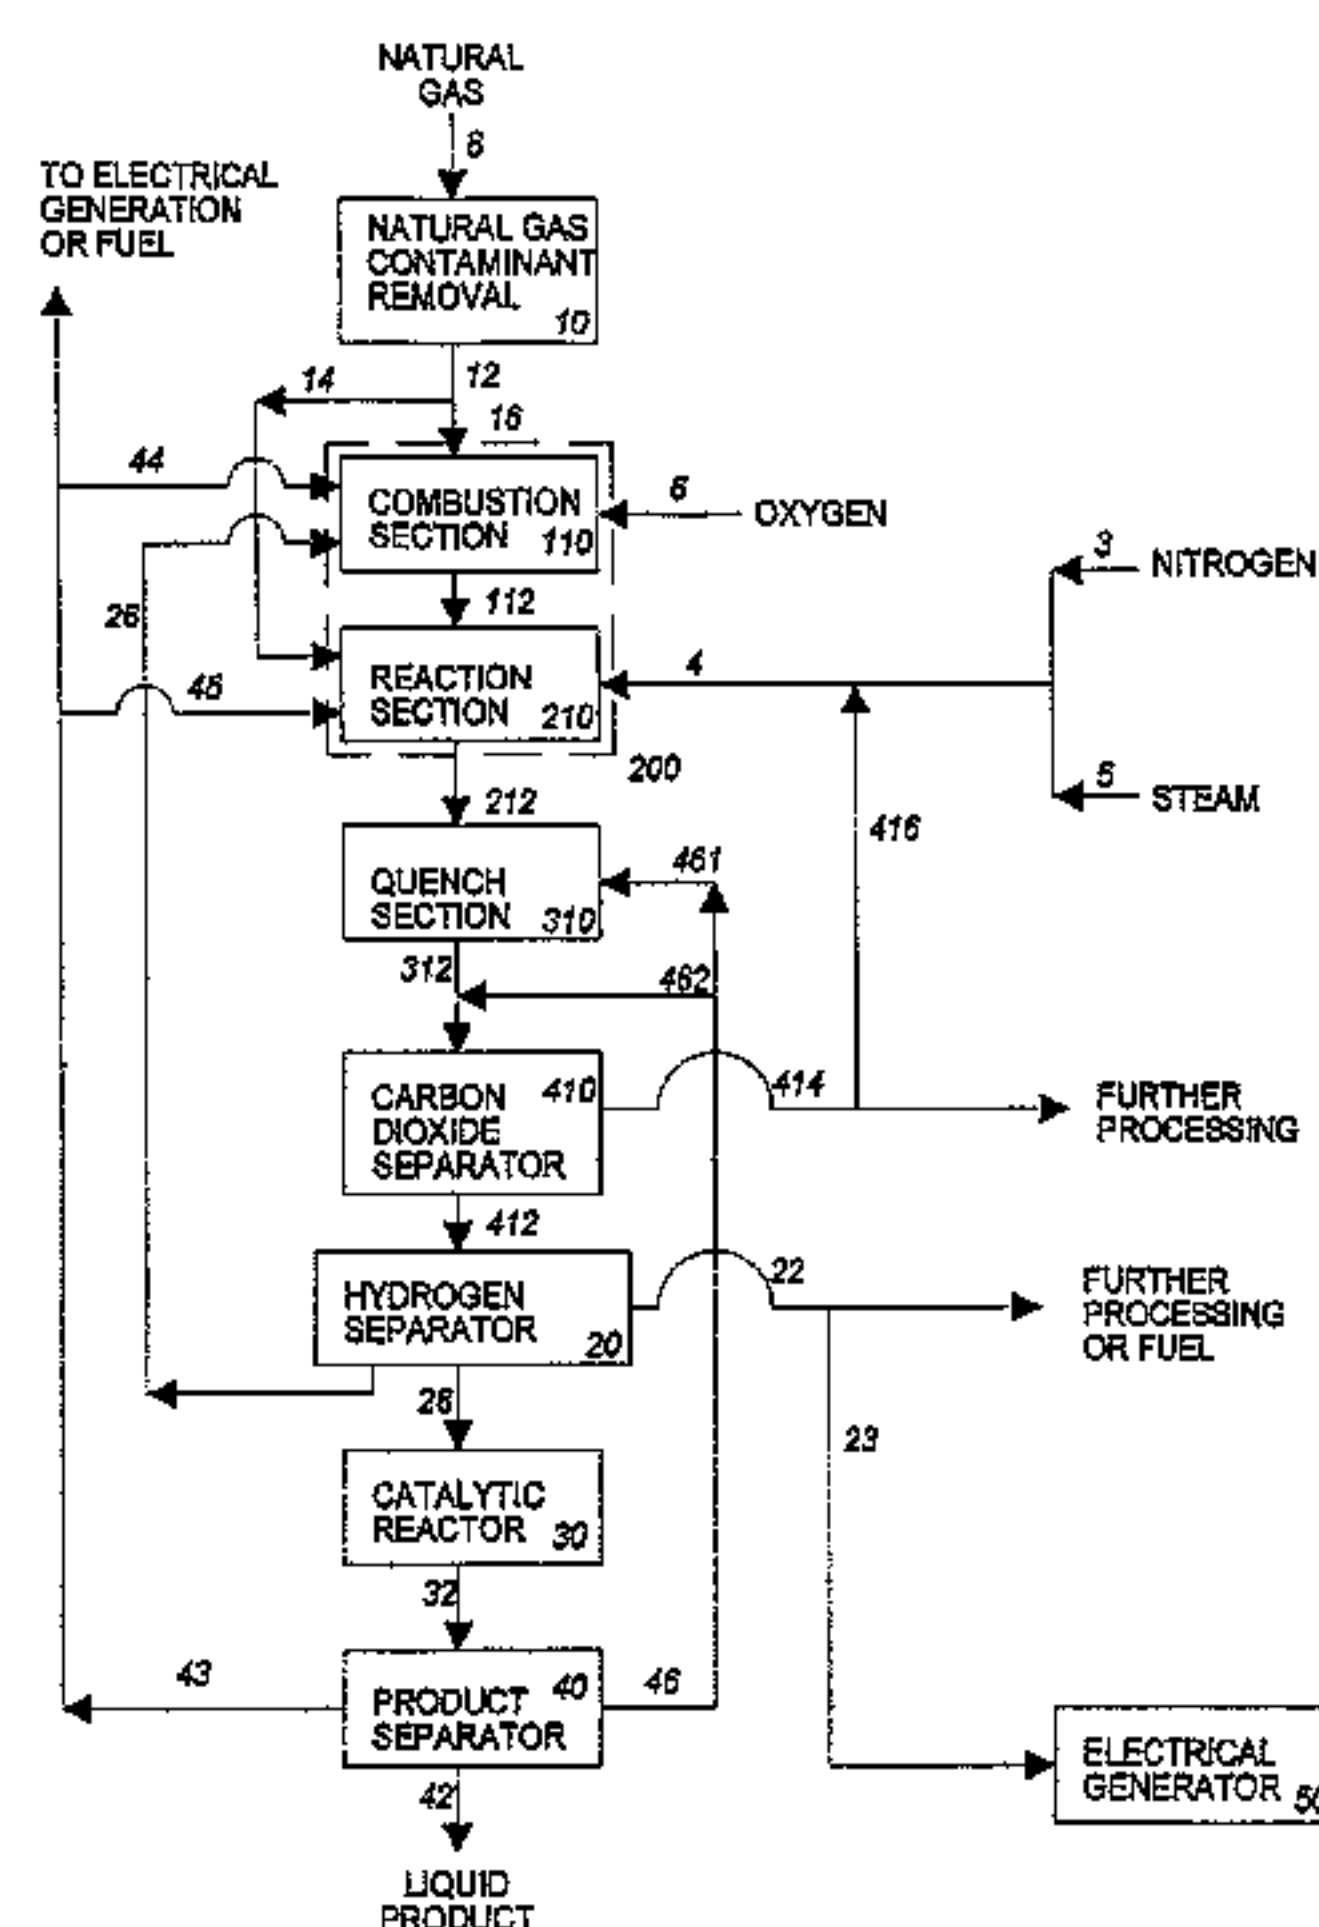 NATURAL
GAS
8
TO ELECTRICAL
GENERATION
OR FUEL
NATURAL GAS
CONTAMINANT
REMOVAL
10
14
12
16
44
COMBUSTION
SECTION
110
6
OXYGEN
3
NITROGEN
26
112
4
45
REACTION
SECTION
210
200
5
STEAM
212
416
461
QUENCH
SECTION
310
312
462
410
CARBON
DIOXIDE
SEPARATOR
414
FURTHER
PROCESSING
412
22
HYDROGEN
SEPARATOR
20
FURTHER
PROCESSING
OR FUEL
28
23
CATALYTIC
REACTOR
30
32
43
40
46
PRODUCT
SEPARATOR
ELECTRICAL
GENERATOR
42
LIQUID
PRODUCT